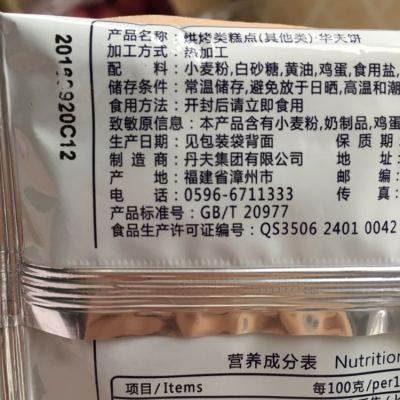 产品名称:烘烤类糕点(其他类)·华夫饼
加工方式:热加工
配料:小麦粉,白砂糖,黄油,鸡蛋,食用盐,
储存条件:常温储存,避免放于日晒,高温和潮
食用方法:开封后请立即食用
致敏原信息:本产品含有小麦粉,奶制品,鸡蛋
生产日期:见包装袋背面 保质期
制造商:丹夫集团有限公司 地址:
产地:福建省漳州市 邮编:
电话:0596-6711333 传真:
产品标准号:GB/T 20977
食品生产许可证编号:QS3506 2401 0042
营养成分表 Nutrition
项目/Items 每100克/per1